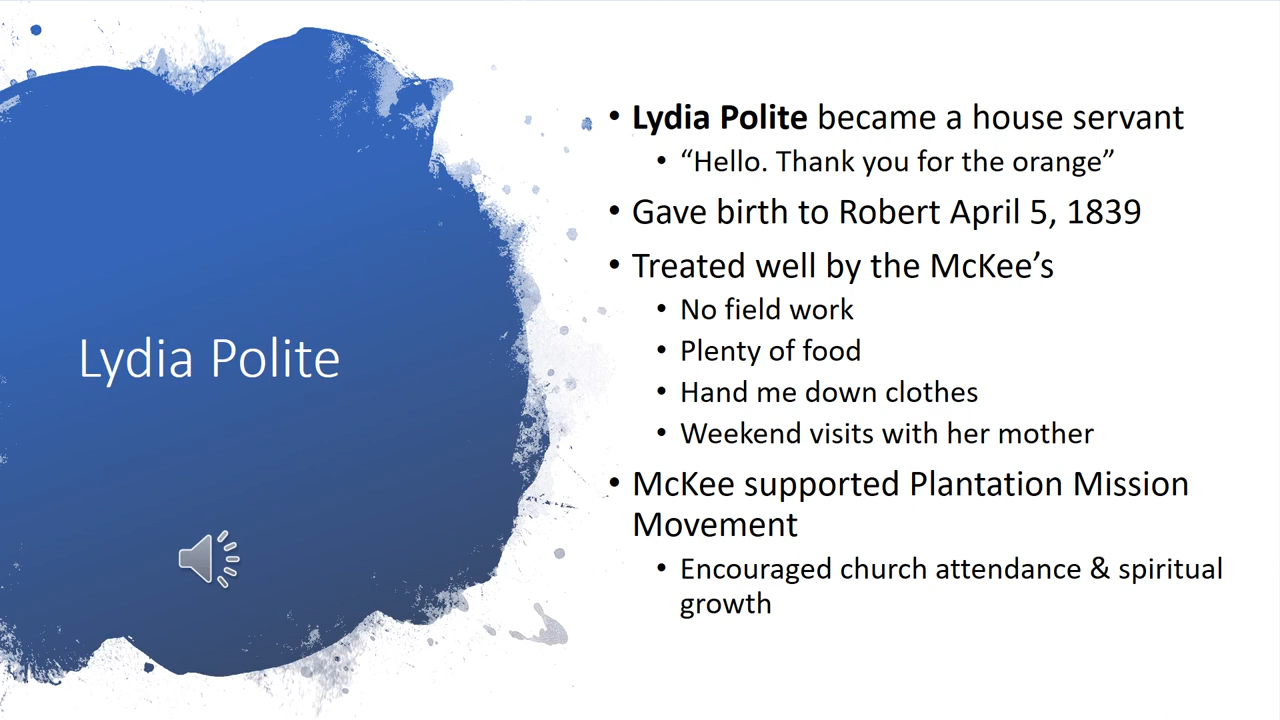 Lydia Polite
• Lydia Polite became a house servant
• “Hello. Thank you for the orange”
• Gave birth to Robert April 5, 1839
• Treated well by the McKee’s
• No field work
• Plenty of food
• Hand me down clothes
• Weekend visits with her mother
• McKee supported Plantation Mission
Movement
• Encouraged church attendance & spiritual
growth